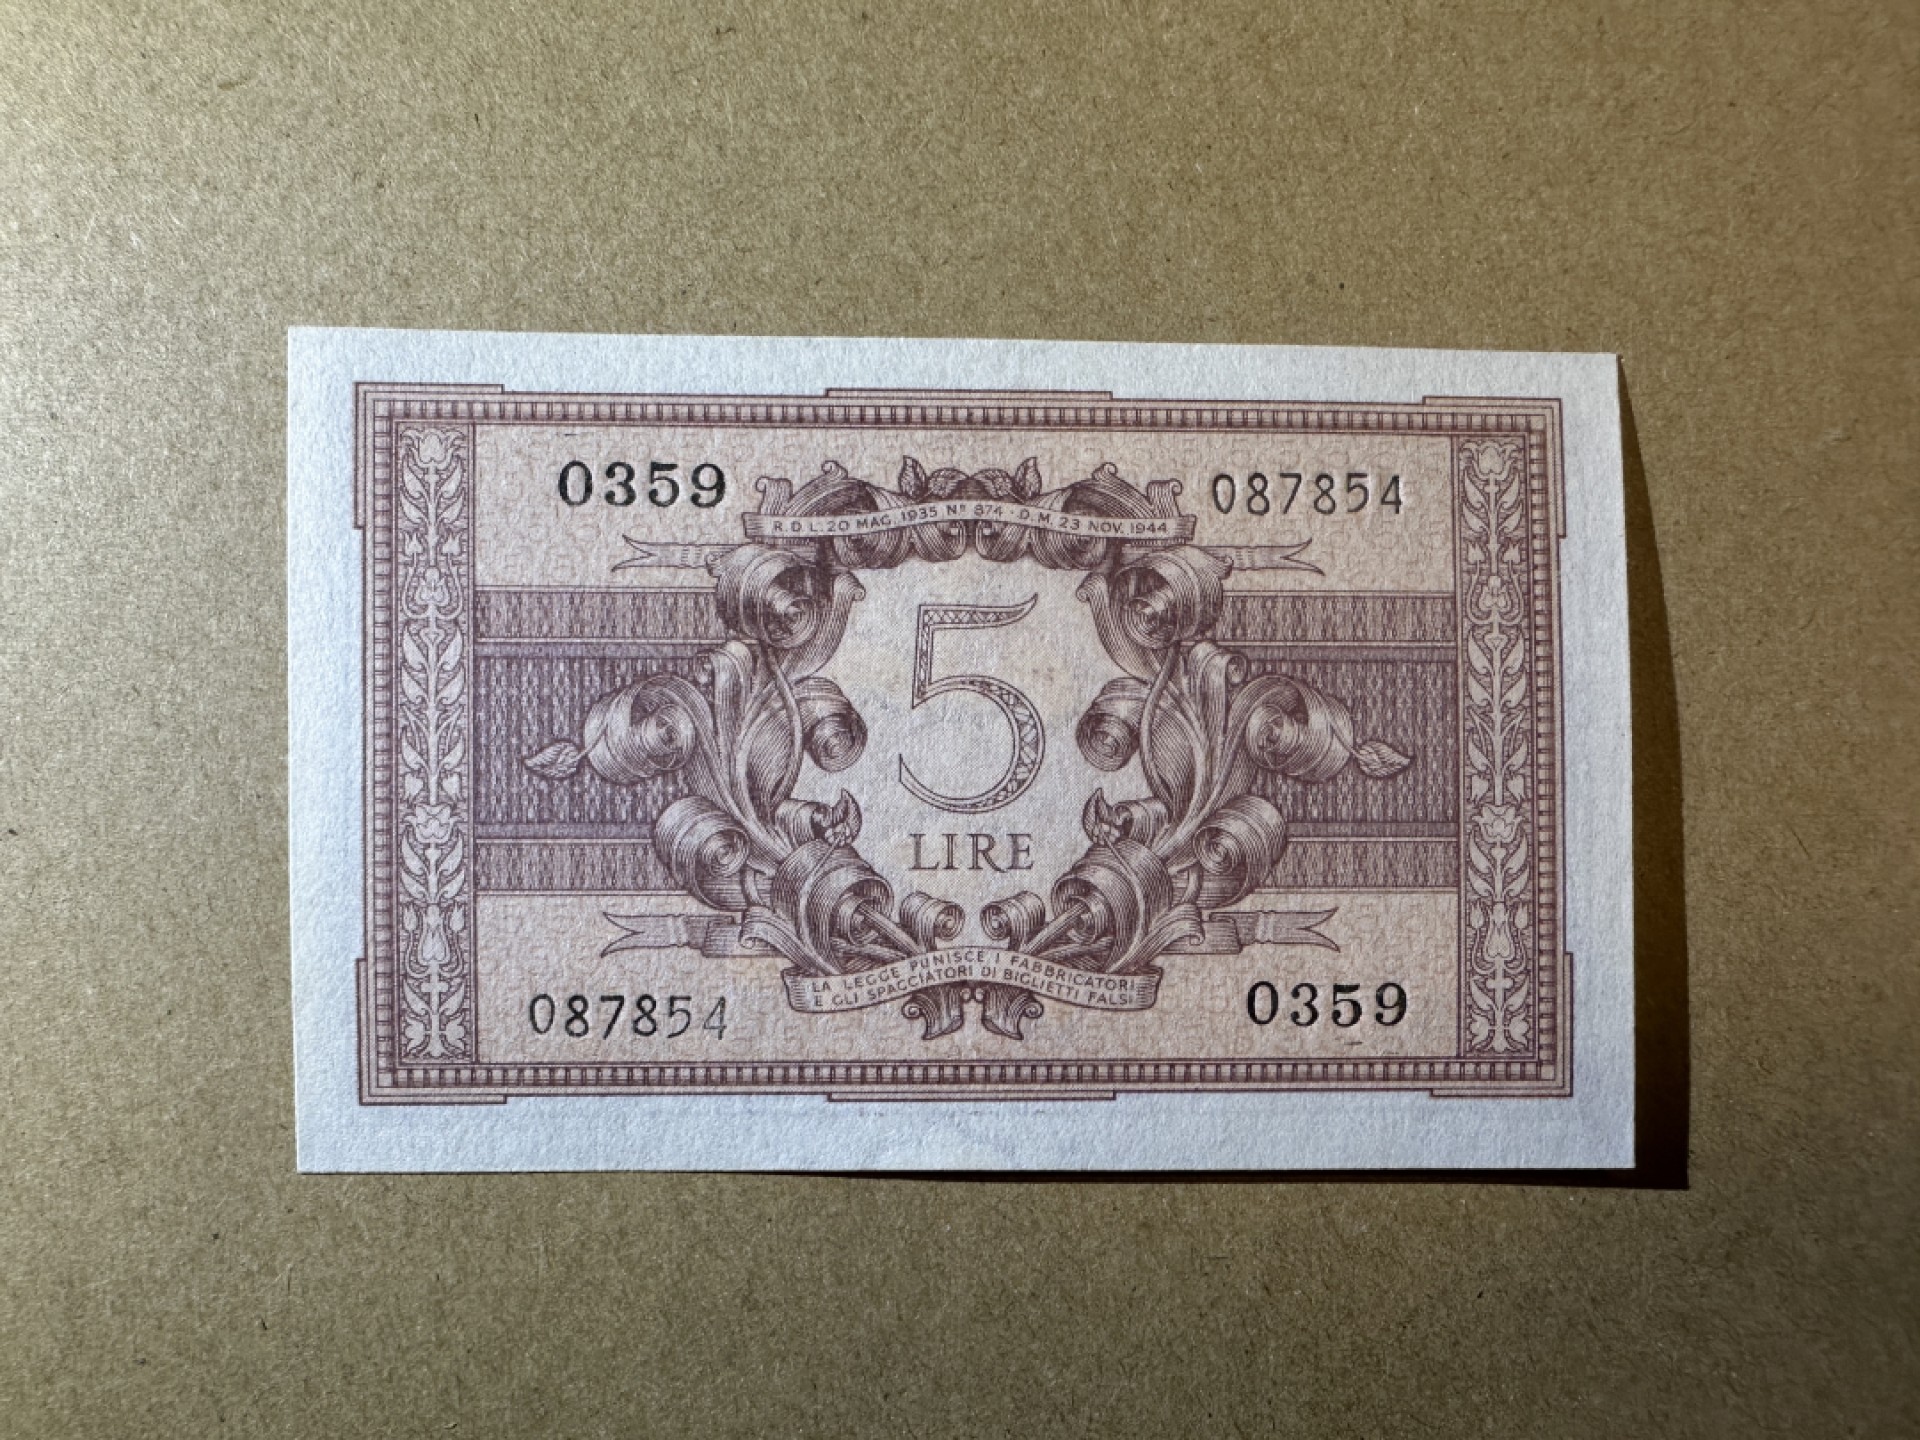 0359
087854
R. D. L. 20 MAG. 1935 Nº 874 · D. M. 23 NOV. 1944
5
LIRE
LA LEGGE PUNISCE I FABBRICATORI
E GLI SPACCIATORI DI BIGLIETTI FALSI
087854
0359